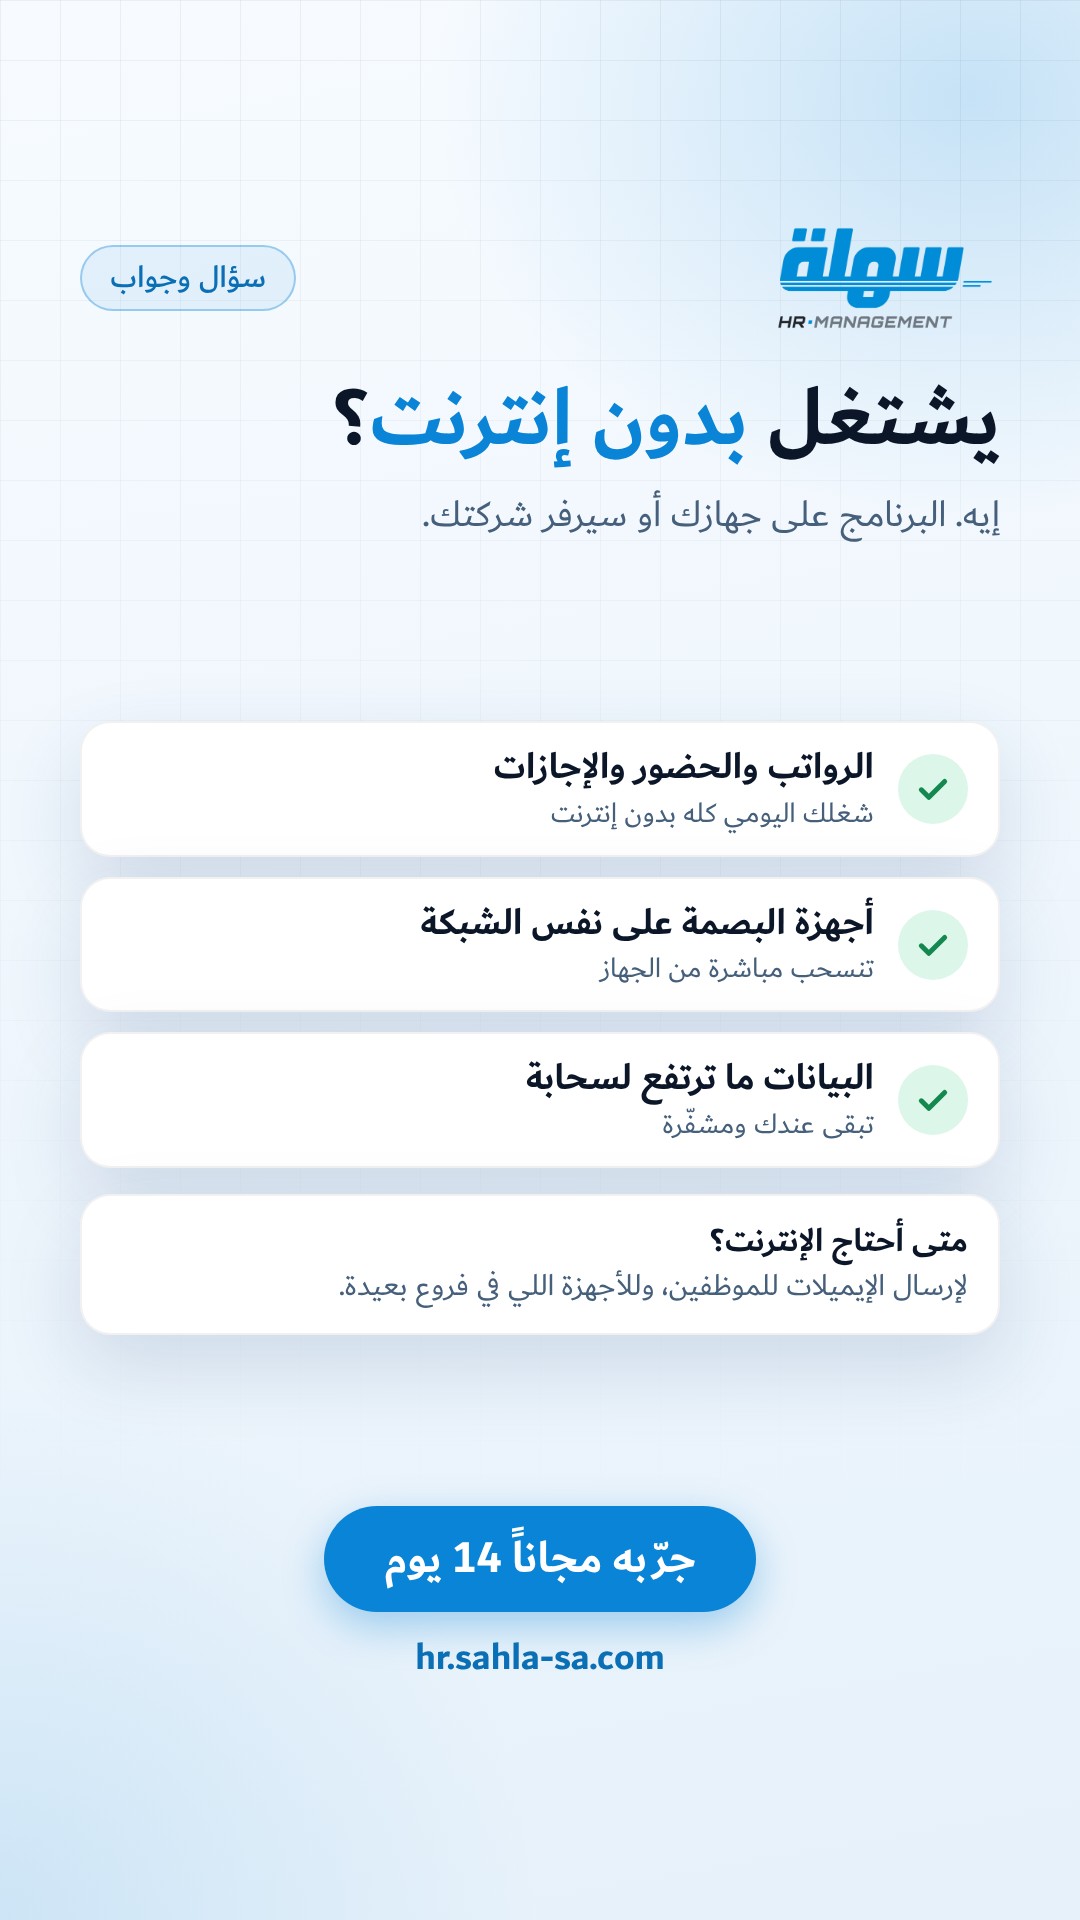 سهلة
HR·MANAGEMENT
سؤال وجواب
يشتغل بدون إنترنت؟
إيه. البرنامج على جهازك أو سيرفر شركتك.
الرواتب والحضور والإجازات
شغلك اليومي كله بدون إنترنت
أجهزة البصمة على نفس الشبكة
تنسحب مباشرة من الجهاز
البيانات ما ترتفع لسحابة
تبقى عندك ومشفّرة
متى أحتاج الإنترنت؟
لإرسال الإيميلات للموظفين، وللأجهزة اللي في فروع بعيدة.
جرّبه مجاناً 14 يوم
hr.sahla-sa.com